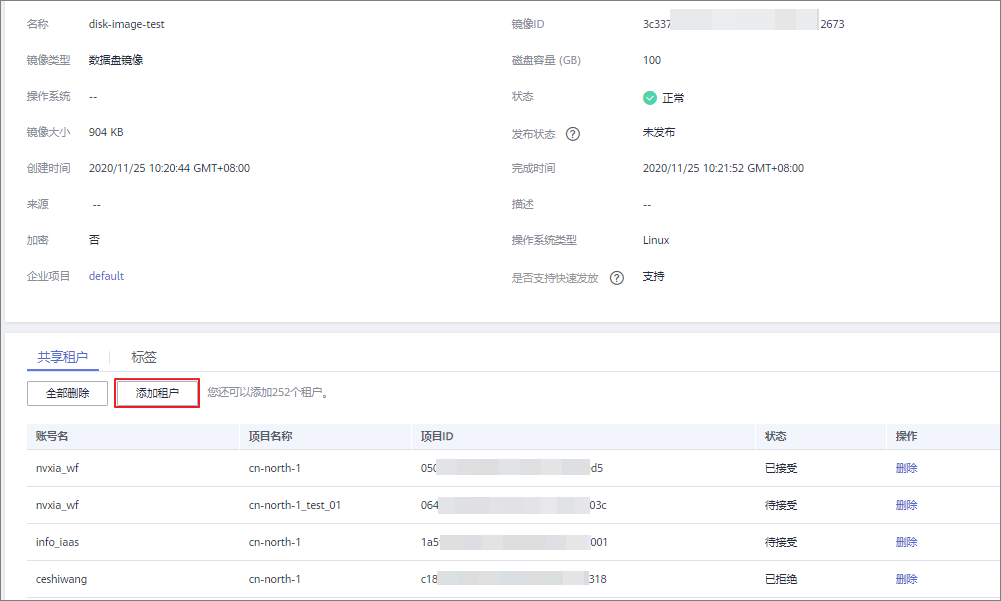 名称 disk-image-test 镜像ID 3c337 2673
镜像类型 数据盘镜像 磁盘容量 (GB) 100
操作系统 -- 状态 正常
镜像大小 904 KB 发布状态 ? 未发布
创建时间 2020/11/25 10:20:44 GMT+08:00 完成时间 2020/11/25 10:21:52 GMT+08:00
来源 -- 描述 --
加密 否 操作系统类型 Linux
企业项目 default 是否支持快速发放 ? 支持
共享租户 标签
全部删除 添加租户 您还可以添加252个租户。
账号名 项目名称 项目ID 状态 操作
nvxia_wf cn-north-1 050 d5 已接受 删除
nvxia_wf cn-north-1_test_01 064 03c 待接受 删除
info_iaas cn-north-1 1a5 001 待接受 删除
ceshiwang cn-north-1 c18 318 已拒绝 删除